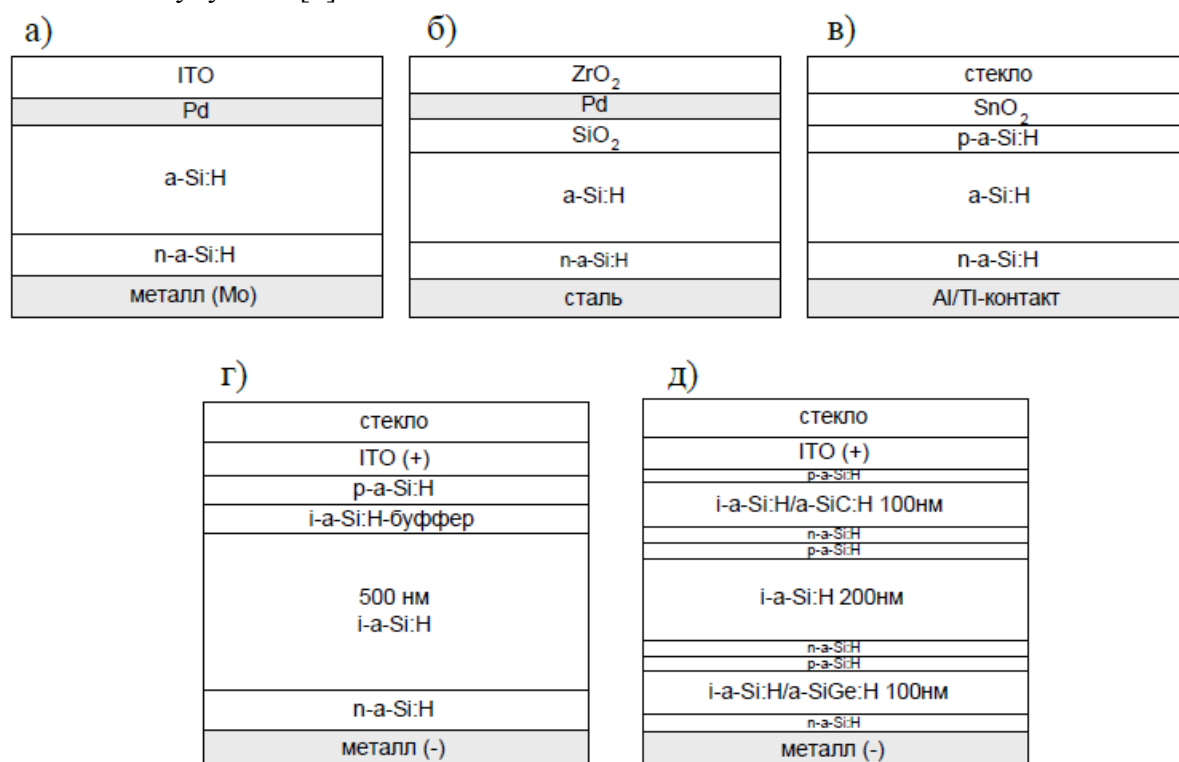 а)
ITO
Pd
a-Si:H
n-a-Si:H
металл (Mo)
б)
ZrO2
Pd
SiO2
a-Si:H
n-a-Si:H
сталь
в)
стекло
SnO2
p-a-Si:H
a-Si:H
n-a-Si:H
Al/TI-контакт
г)
стекло
ITO (+)
p-a-Si:H
i-a-Si:H-буффер
500 нм
i-a-Si:H
n-a-Si:H
металл (-)
д)
стекло
ITO (+)
p-a-Si:H
i-a-Si:H/a-SiC:H 100нм
n-a-Si:H
p-a-Si:H
i-a-Si:H 200нм
n-a-Si:H
p-a-Si:H
i-a-Si:H/a-SiGe:H 100нм
n-a-Si:H
металл (-)